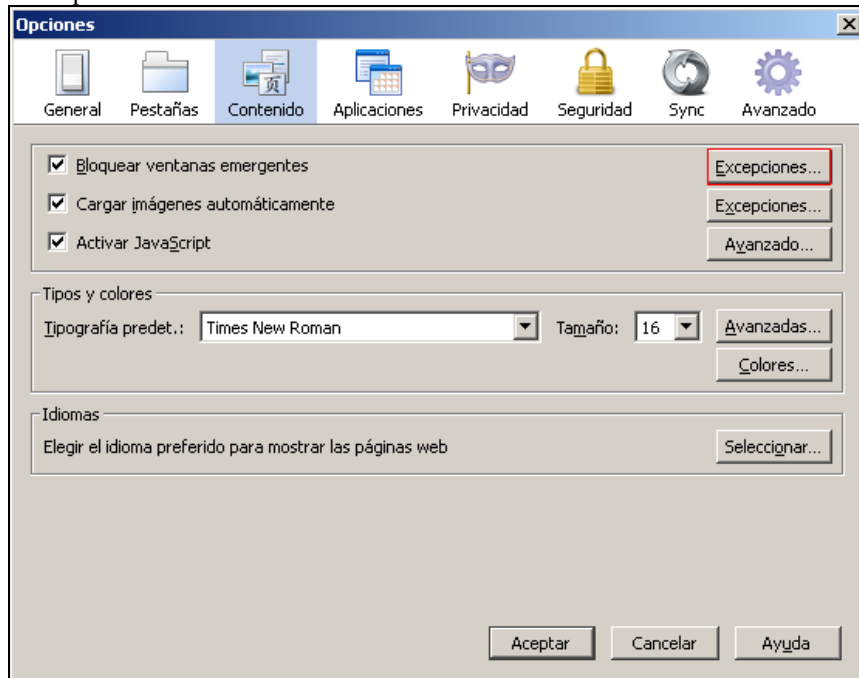 Opciones
General Pestañas Contenido Aplicaciones Privacidad Seguridad Sync Avanzado
页
Bloquear ventanas emergentes Excepciones...
Cargar imágenes automáticamente Excepciones...
Activar JavaScript Avanzado...
Tipos y colores
Tipografía predet.: Times New Roman Tamaño: 16 Avanzadas...
Colores...
Idiomas
Elegir el idioma preferido para mostrar las páginas web Seleccionar...
Aceptar Cancelar Ayuda